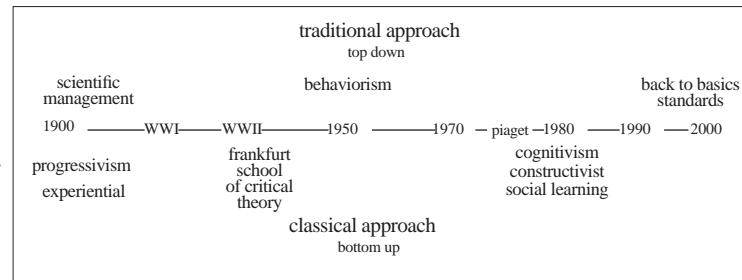 traditional approach
top down
scientific
management
behaviorism
back to basics
standards
1900 WWI WWII 1950 1970 piaget 1980 1990 2000
progressivism
experiential
frankfurt
school
of critical
theory
cognitivism
constructivist
social learning
classical approach
bottom up